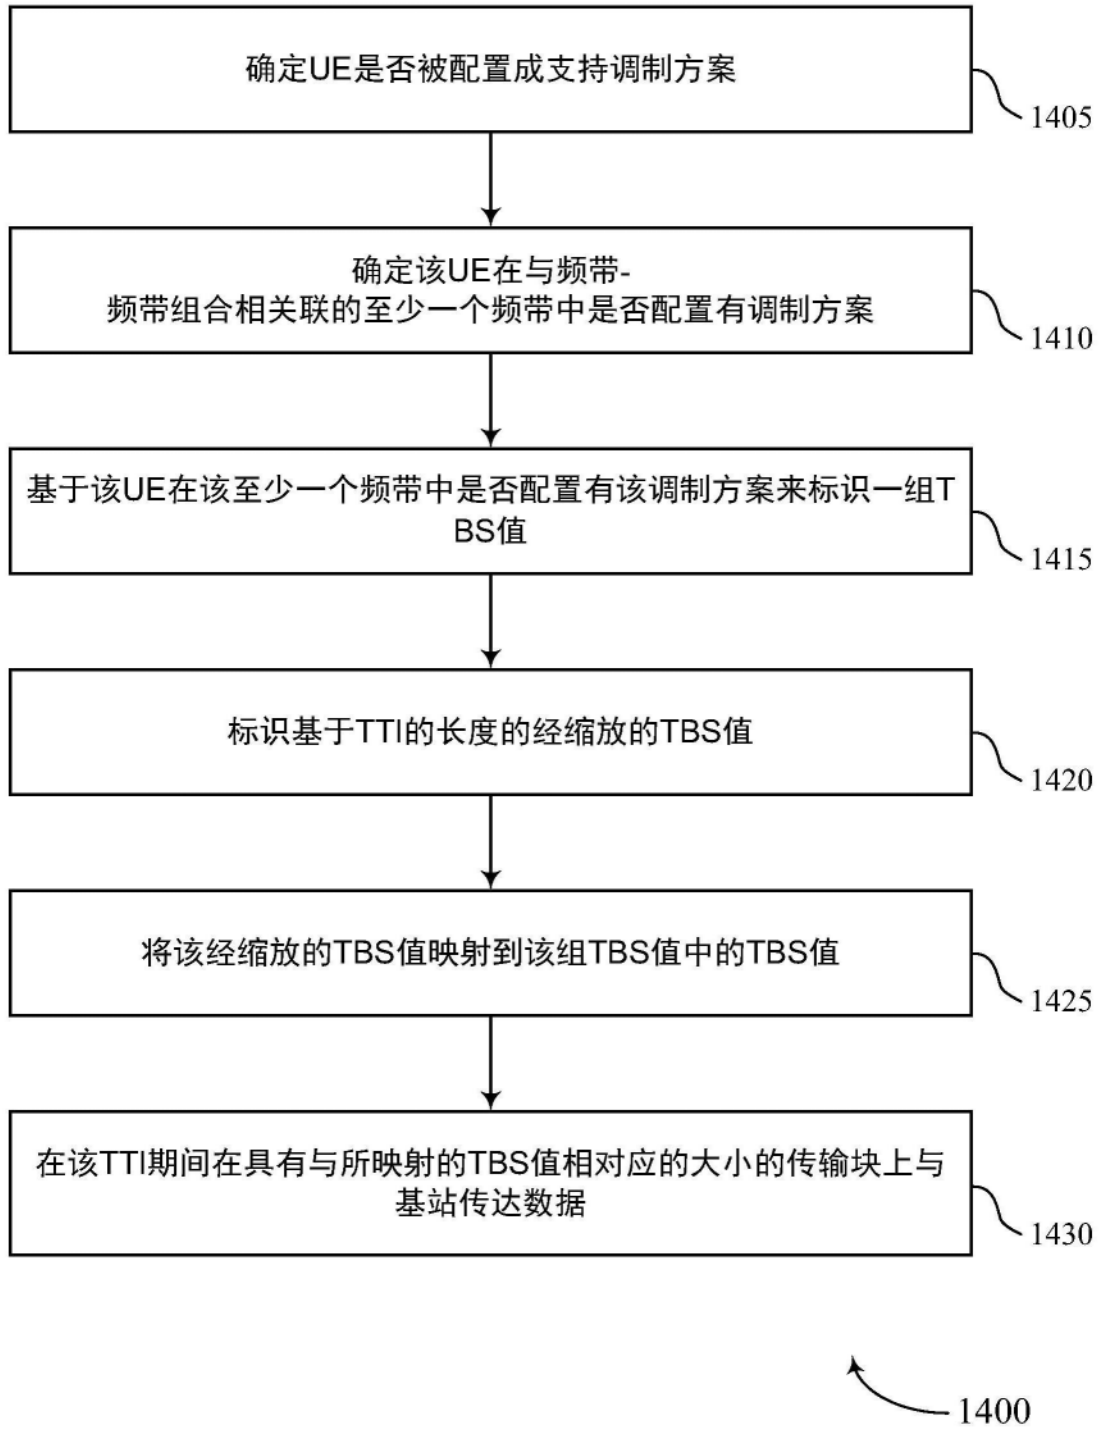 确定UE是否被配置成支持调制方案
1405
确定该UE在与频带-
频带组合相关联的至少一个频带中是否配置有调制方案
1410
基于该UE在该至少一个频带中是否配置有该调制方案来标识一组T
BS值
1415
标识基于TTI的长度的经缩放的TBS值
1420
将该经缩放的TBS值映射到该组TBS值中的TBS值
1425
在该TTI期间在具有与所映射的TBS值相对应的大小的传输块上与
基站传达数据
1430
1400